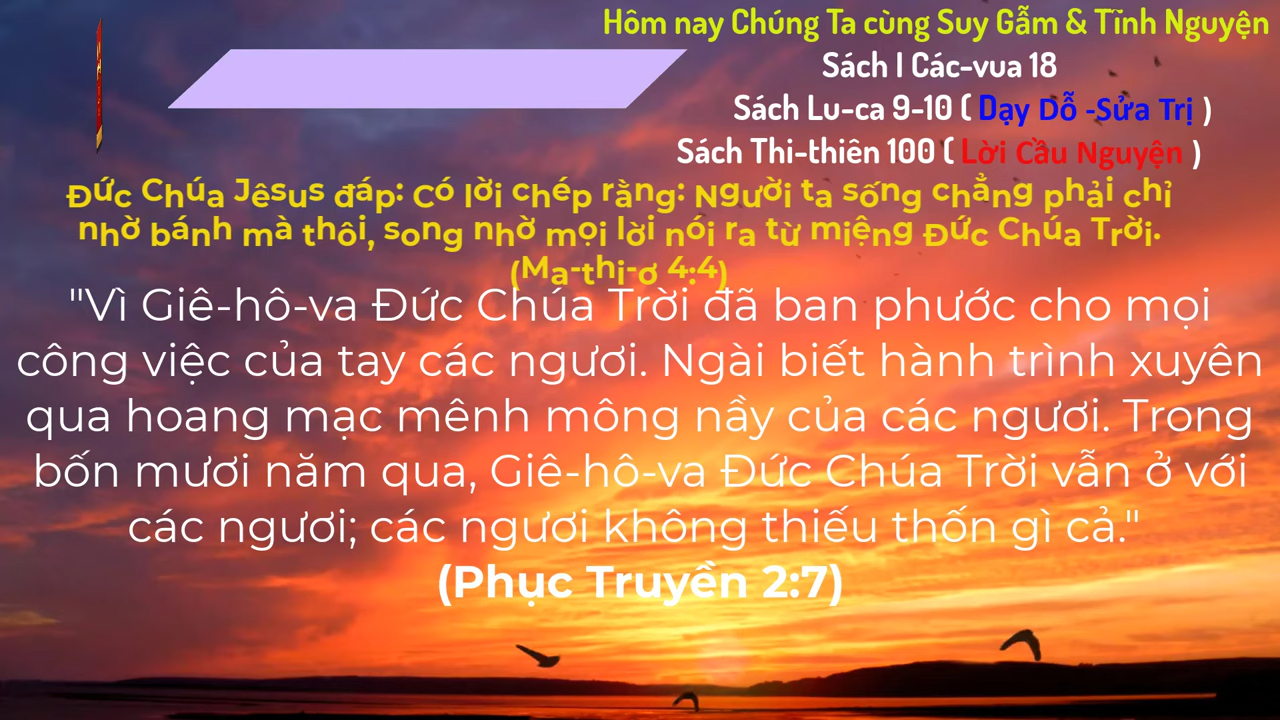 Hôm nay Chúng Ta cùng Suy Gẫm & Tĩnh Nguyện
Sách I Các-vua 18
Sách Lu-ca 9-10 ( Dạy Dỗ -Sửa Trị )
Sách Thi-thiên 100 ( Lời Cầu Nguyện )
Đức Chúa Jêsus đáp: Có lời chép rằng: Người ta sống chẳng phải chỉ
nhờ bánh mà thôi, song nhờ mọi lời nói ra từ miệng Đức Chúa Trời.
(Ma-thi-ơ 4:4)
"Vì Giê-hô-va Đức Chúa Trời đã ban phước cho mọi
công việc của tay các ngươi. Ngài biết hành trình xuyên
qua hoang mạc mênh mông nầy của các ngươi. Trong
bốn mươi năm qua, Giê-hô-va Đức Chúa Trời vẫn ở với
các ngươi; các ngươi không thiếu thốn gì cả."
(Phục Truyền 2:7)